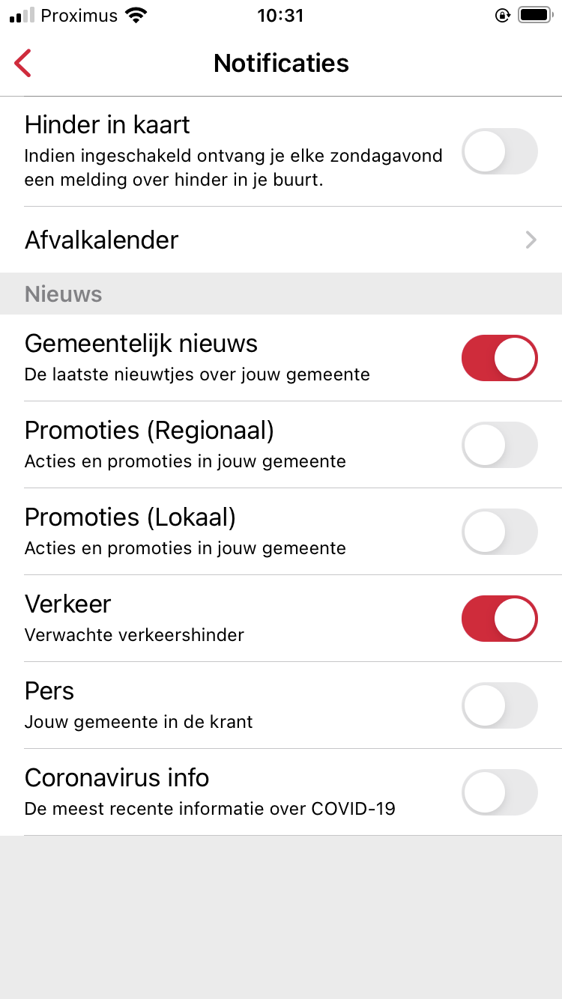 Proximus 10:31
Notificaties
Hinder in kaart
Indien ingeschakeld ontvang je elke zondagavond
een melding over hinder in je buurt.
Afvalkalender
Nieuws
Gemeentelijk nieuws
De laatste nieuwtjes over jouw gemeente
Promoties (Regionaal)
Acties en promoties in jouw gemeente
Promoties (Lokaal)
Acties en promoties in jouw gemeente
Verkeer
Verwachte verkeershinder
Pers
Jouw gemeente in de krant
Coronavirus info
De meest recente informatie over COVID-19